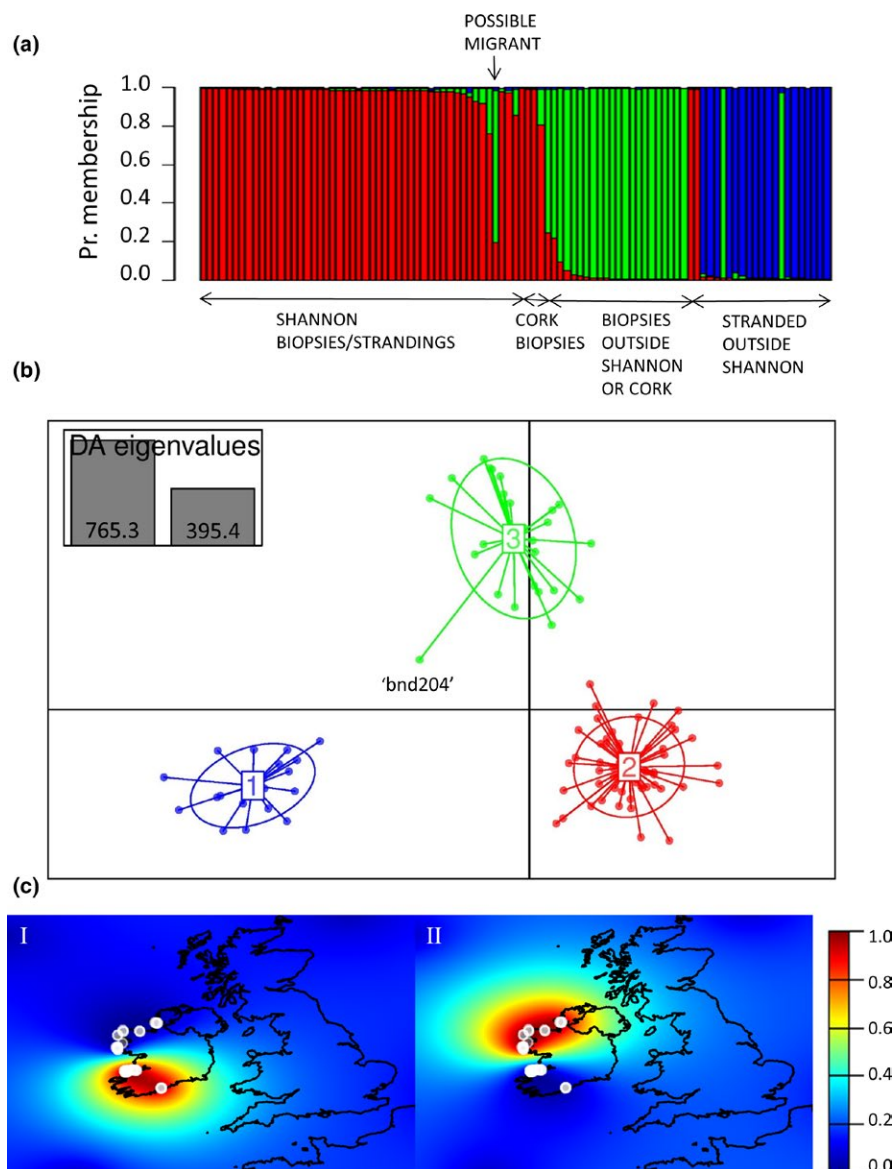 (a)
POSSIBLE
MIGRANT
Pr. membership
1.0
0.8
0.6
0.4
0.2
0.0
SHANNON
BIOPSIES/STRANDINGS
CORK
BIOPSIES
BIOPSIES
OUTSIDE
SHANNON
OR CORK
STRANDED
OUTSIDE
SHANNON
(b)
DA eigenvalues
765.3
395.4
3
'bnd204'
1
2
(c)
I
II
1.0
0.8
0.6
0.4
0.2
0.0